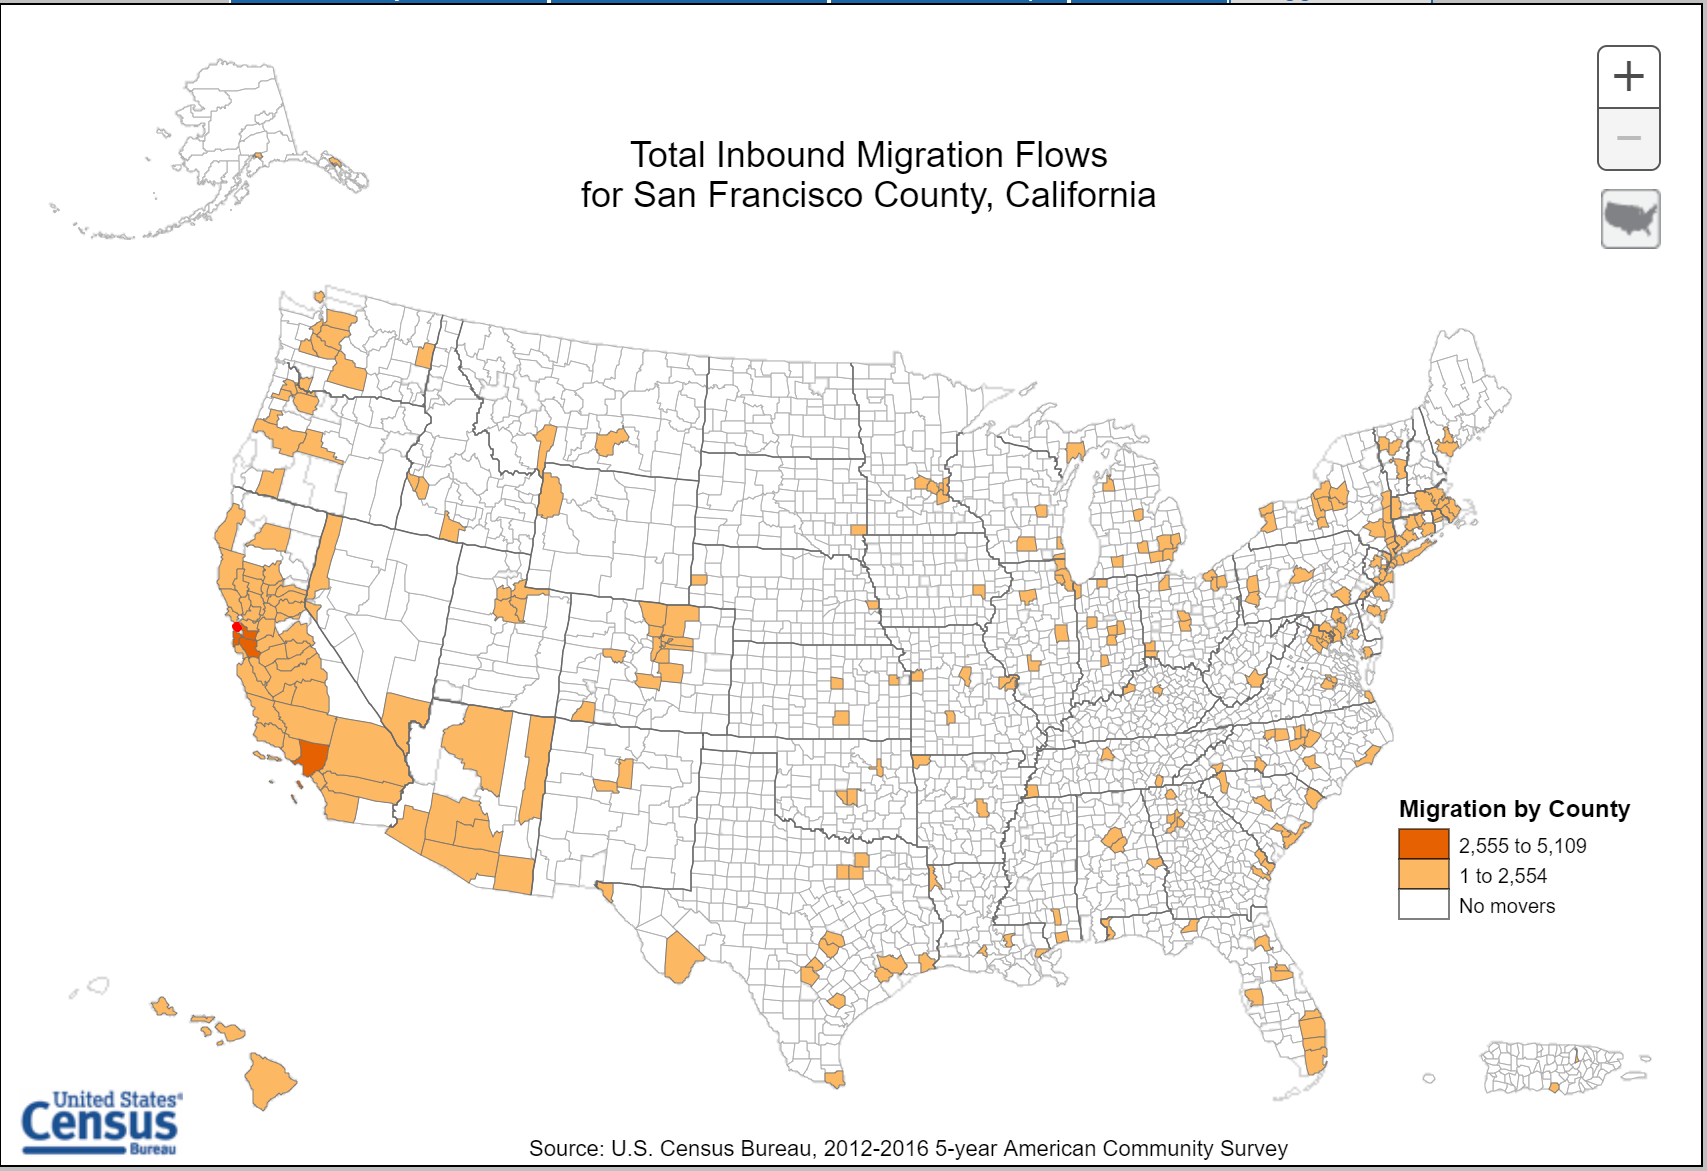 Total Inbound Migration Flows
for San Francisco County, California
+
−
Migration by County
2,555 to 5,109
1 to 2,554
No movers
United States®
Census
Bureau
Source: U.S. Census Bureau, 2012-2016 5-year American Community Survey